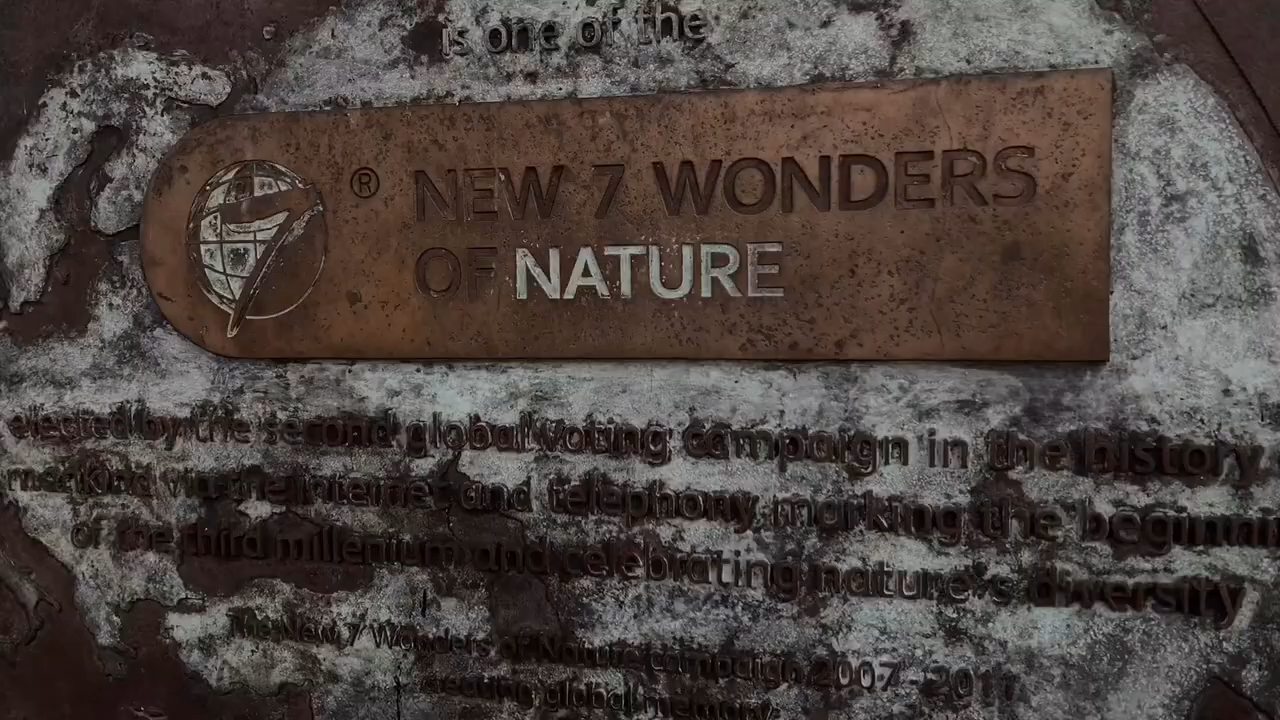 is one of the
® NEW 7 WONDERS
OF NATURE
elected by the second global voting campaign in the history
mankind via the internet and telephony marking the beginni
of the third millenium and celebrating nature's diversity
The New 7 Wonders of Nature campaign 2007-2011
creating global memory